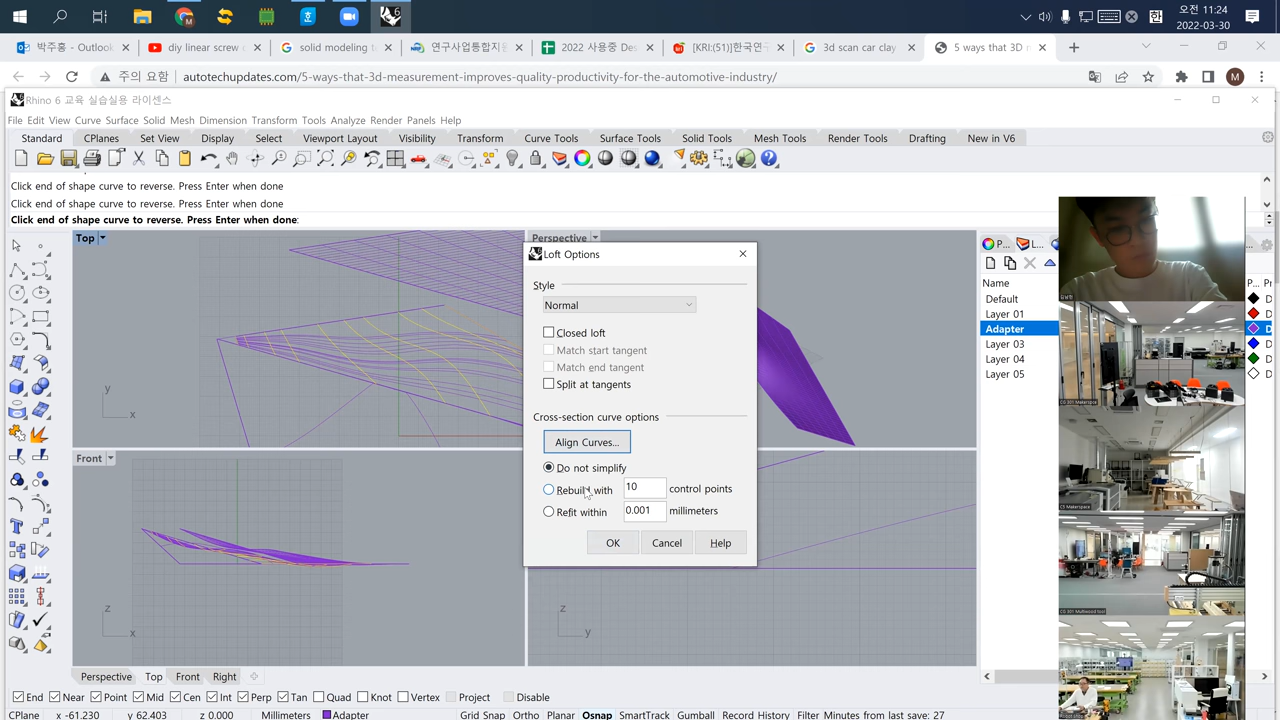 6
오전 11:24
2022-03-30
한
박주홍 - Outlook
diy linear screw
solid modeling t
연구사업통합지원
2022 사용중 De
[KRI:(51)]한국연
3d scan car clay
5 ways that 3D m
주의 요함
autotechupdates.com/5-ways-that-3d-measurement-improves-quality-productivity-for-the-automotive-industry/
M
Rhino 6 교육 실습실용 라이센스
File Edit View Curve Surface Solid Mesh Dimension Transform Tools Analyze Render Panels Help
Standard CPlanes Set View Display Select Viewport Layout Visibility Transform Curve Tools Surface Tools Solid Tools Mesh Tools Render Tools Drafting New in V6
Click end of shape curve to reverse. Press Enter when done
Click end of shape curve to reverse. Press Enter when done
Click end of shape curve to reverse. Press Enter when done:
Top
Perspective
Front
y
x
z
x
z
y
Loft Options
Style
Normal
Closed loft
Match start tangent
Match end tangent
Split at tangents
Cross-section curve options
Align Curves...
Do not simplify
Rebuild with 10 control points
Refit within 0.001 millimeters
OK Cancel Help
P... L...
Name P... P
Default D
Layer 01 D
Adapter D
Layer 03 D
Layer 04 D
Layer 05 D
Perspective Top Front Right
End Near Point Mid Cen Int Perp Tan Quad Knot Vertex Project Disable
x -61.230 y 62.403 z 0.000 Millimeters Adapter Grid Snap Ortho Planar Osnap SmartTrack Gumball Record History Filter Minutes from last save: 27